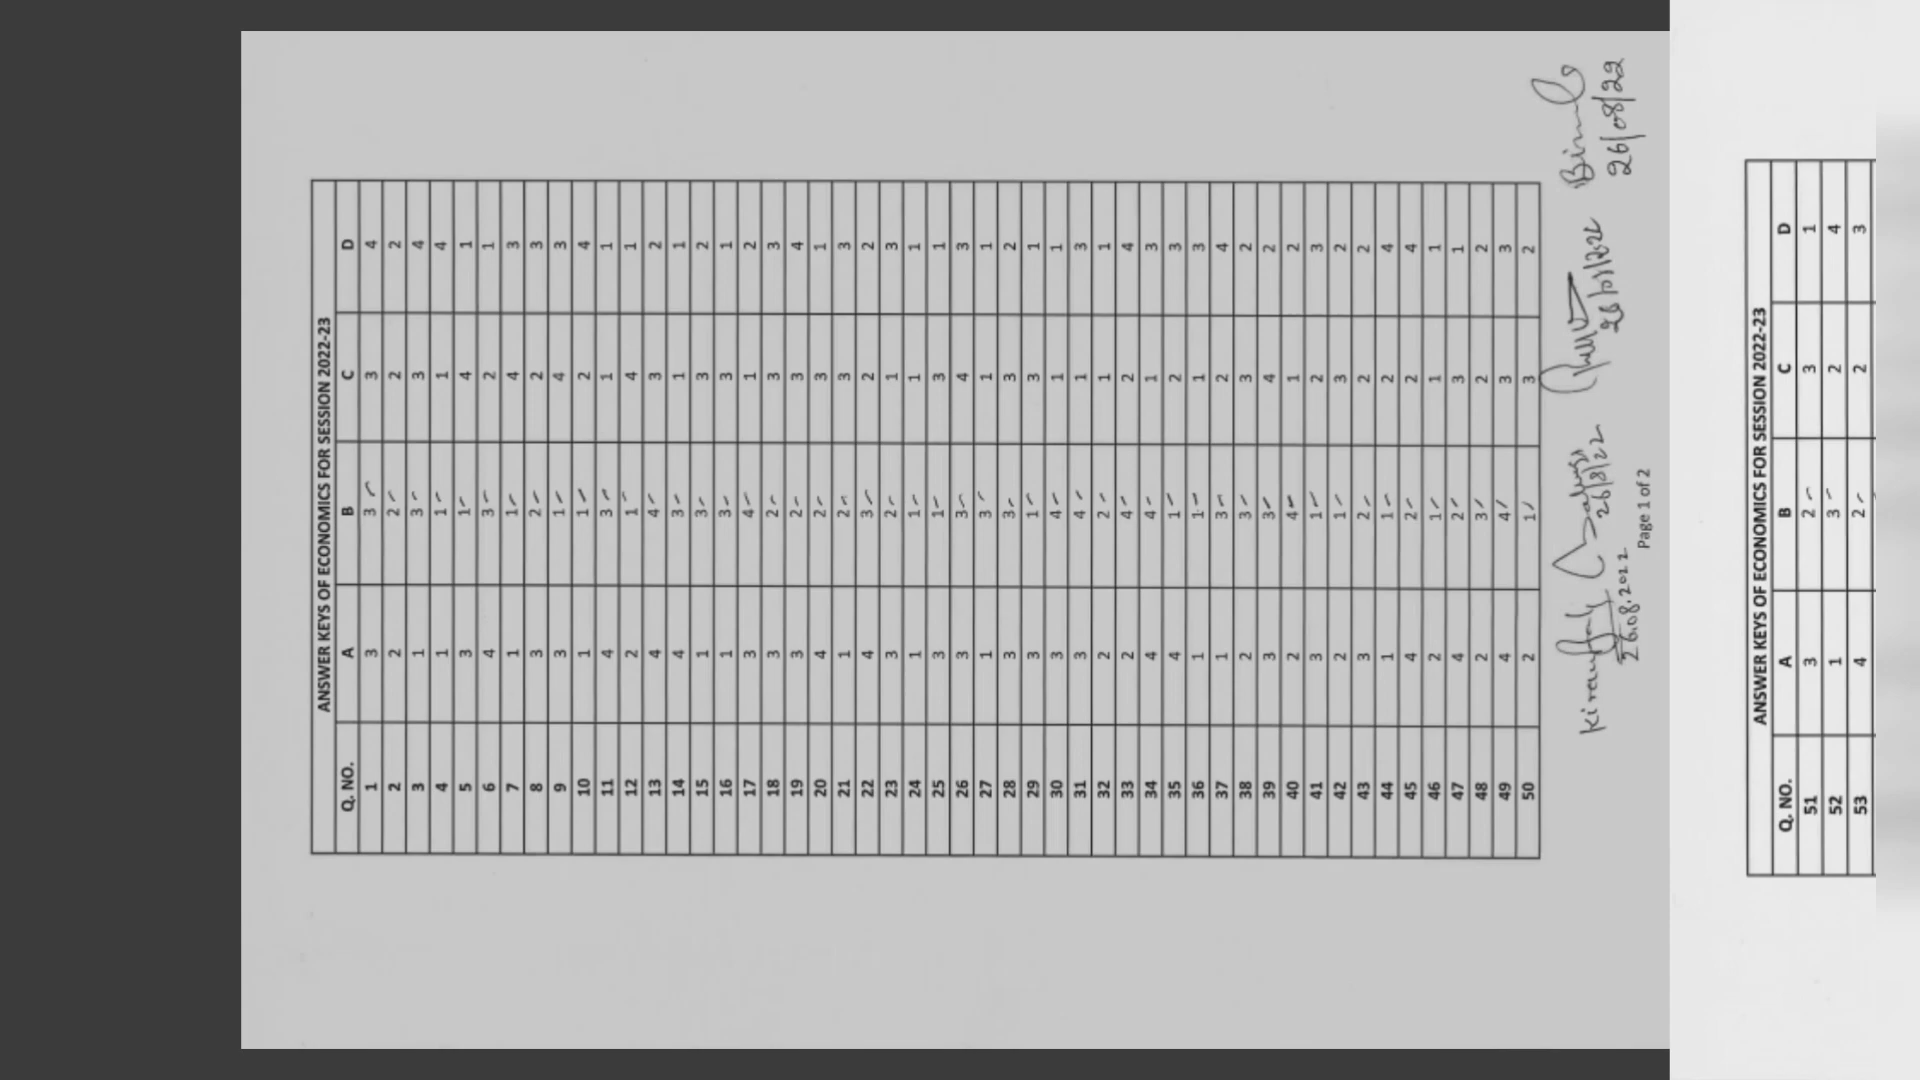 ANSWER KEYS OF ECONOMICS FOR SESSION 2022-23
Q. NO. A B C D
1 3 3 3 4
2 2 2 2 2
3 1 3 3 4
4 1 1 1 4
5 3 1 4 1
6 4 3 2 1
7 1 1 4 3
8 3 2 2 3
9 3 1 4 3
10 1 1 2 4
11 4 3 1 1
12 2 1 4 1
13 4 4 3 2
14 4 3 1 1
15 1 3 3 2
16 1 3 3 1
17 3 4 1 2
18 3 2 3 3
19 3 2 3 4
20 4 2 3 1
21 1 2 3 3
22 4 3 2 2
23 3 2 1 3
24 1 1 1 1
25 3 1 3 1
26 3 3 4 3
27 1 3 1 1
28 3 3 3 2
29 3 1 3 1
30 3 4 1 1
31 3 4 1 3
32 2 2 1 1
33 2 4 2 4
34 4 4 1 3
35 4 1 2 3
36 1 1 1 3
37 1 3 2 4
38 2 3 3 2
39 3 3 4 2
40 2 4 1 2
41 3 1 2 3
42 2 1 3 2
43 3 2 2 2
44 1 1 2 4
45 4 2 2 4
46 2 1 1 1
47 4 2 3 1
48 2 3 2 2
49 4 4 3 3
50 2 1 3 2
26.08.2022
26/8/22
26/08/22
Page 1 of 2
ANSWER KEYS OF ECONOMICS FOR SESSION 2022-23
Q. NO. A B C D
51 3 2 3 1
52 1 3 2 4
53 4 2 2 3